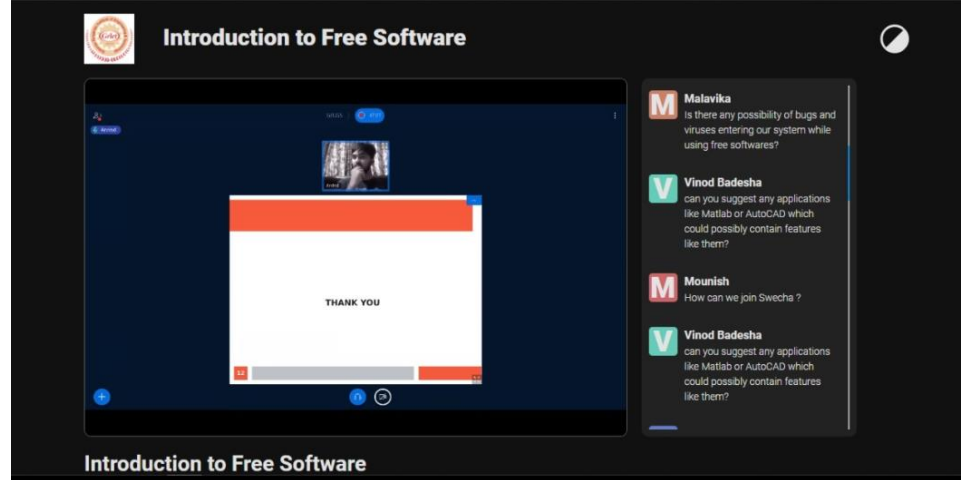 Introduction to Free Software
THANK YOU
12
M
Malavika
Is there any possibility of bugs and
viruses entering our system while
using free softwares?
V
Vinod Badesha
can you suggest any applications
like Matlab or AutoCAD which
could possibly contain features
like them?
M
Mounish
How can we join Swecha ?
V
Vinod Badesha
can you suggest any applications
like Matlab or AutoCAD which
could possibly contain features
like them?
Introduction to Free Software